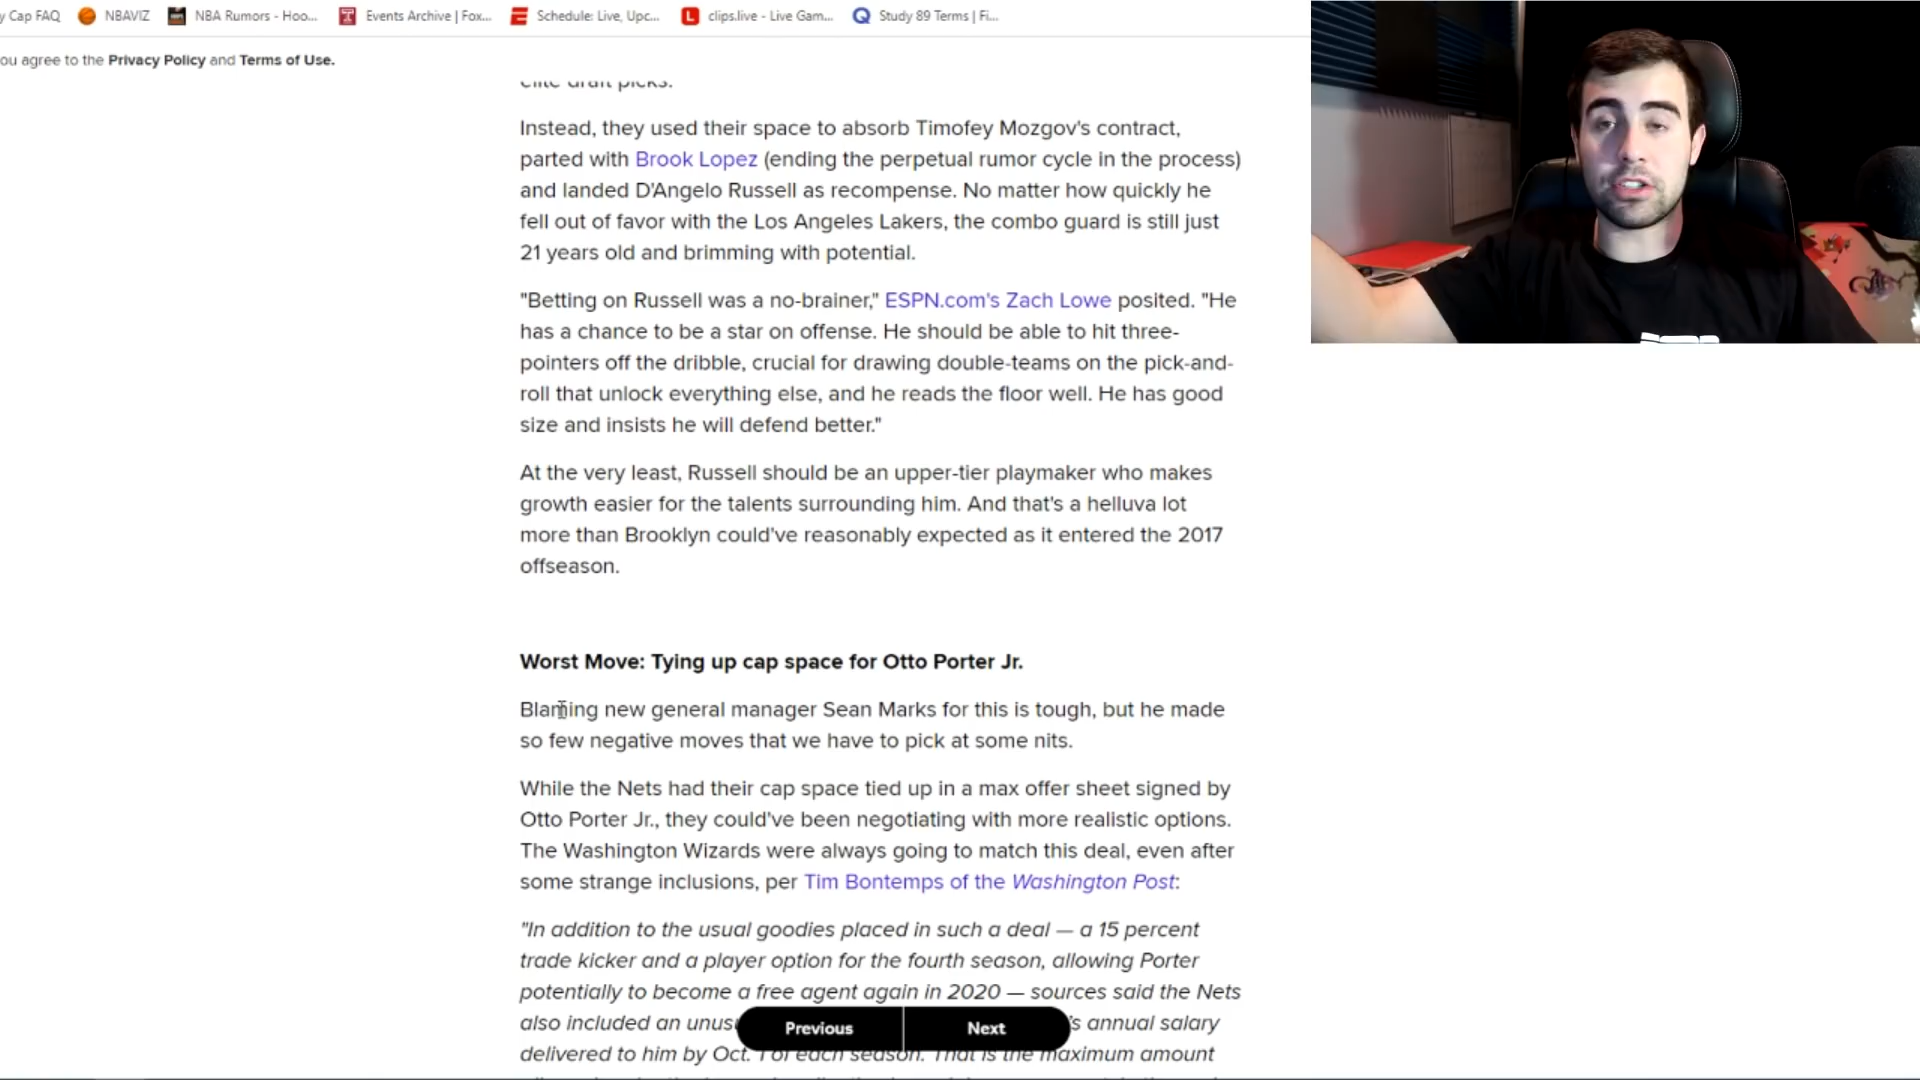 y Cap FAQ NBAVIZ NBA Rumors - Hoo... Events Archive | Fox... Schedule: Live, Upc... clips.live - Live Gam... Study 89 Terms | Fi...
ou agree to the Privacy Policy and Terms of Use.
elite draft picks.
Instead, they used their space to absorb Timofey Mozgov's contract,
parted with Brook Lopez (ending the perpetual rumor cycle in the process)
and landed D'Angelo Russell as recompense. No matter how quickly he
fell out of favor with the Los Angeles Lakers, the combo guard is still just
21 years old and brimming with potential.
"Betting on Russell was a no-brainer," ESPN.com's Zach Lowe posited. "He
has a chance to be a star on offense. He should be able to hit three-
pointers off the dribble, crucial for drawing double-teams on the pick-and-
roll that unlock everything else, and he reads the floor well. He has good
size and insists he will defend better."
At the very least, Russell should be an upper-tier playmaker who makes
growth easier for the talents surrounding him. And that's a helluva lot
more than Brooklyn could've reasonably expected as it entered the 2017
offseason.
Worst Move: Tying up cap space for Otto Porter Jr.
Blaming new general manager Sean Marks for this is tough, but he made
so few negative moves that we have to pick at some nits.
While the Nets had their cap space tied up in a max offer sheet signed by
Otto Porter Jr., they could've been negotiating with more realistic options.
The Washington Wizards were always going to match this deal, even after
some strange inclusions, per Tim Bontemps of the Washington Post:
"In addition to the usual goodies placed in such a deal — a 15 percent
trade kicker and a player option for the fourth season, allowing Porter
potentially to become a free agent again in 2020 — sources said the Nets
also included an unus 's annual salary
Previous Next
delivered to him by Oct. 1 of each season. That is the maximum amount